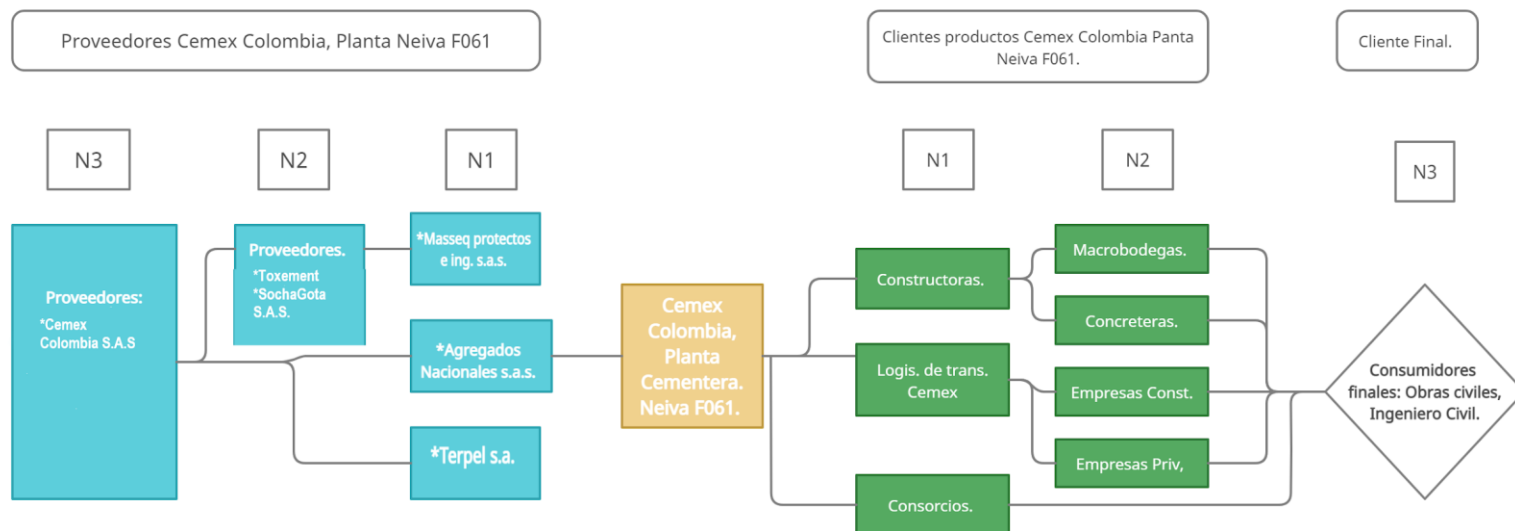 Proveedores Cemex Colombia, Planta Neiva F061
Clientes productos Cemex Colombia Panta
Neiva F061.
Cliente Final.
N3
N2
N1
N1
N2
N3
Proveedores:
*Cemex
Colombia S.A.S
Proveedores.
*Toxement
*SochaGota
S.A.S.
*Masseq protectos
e ing. s.a.s.
*Agregados
Nacionales s.a.s.
*Terpel s.a.
Cemex
Colombia,
Planta
Cementera.
Neiva F061.
Constructoras.
Logis. de trans.
Cemex
Consorcios.
Macrobodegas.
Concreteras.
Empresas Const.
Empresas Priv,
Consumidores
finales: Obras civiles,
Ingeniero Civil.